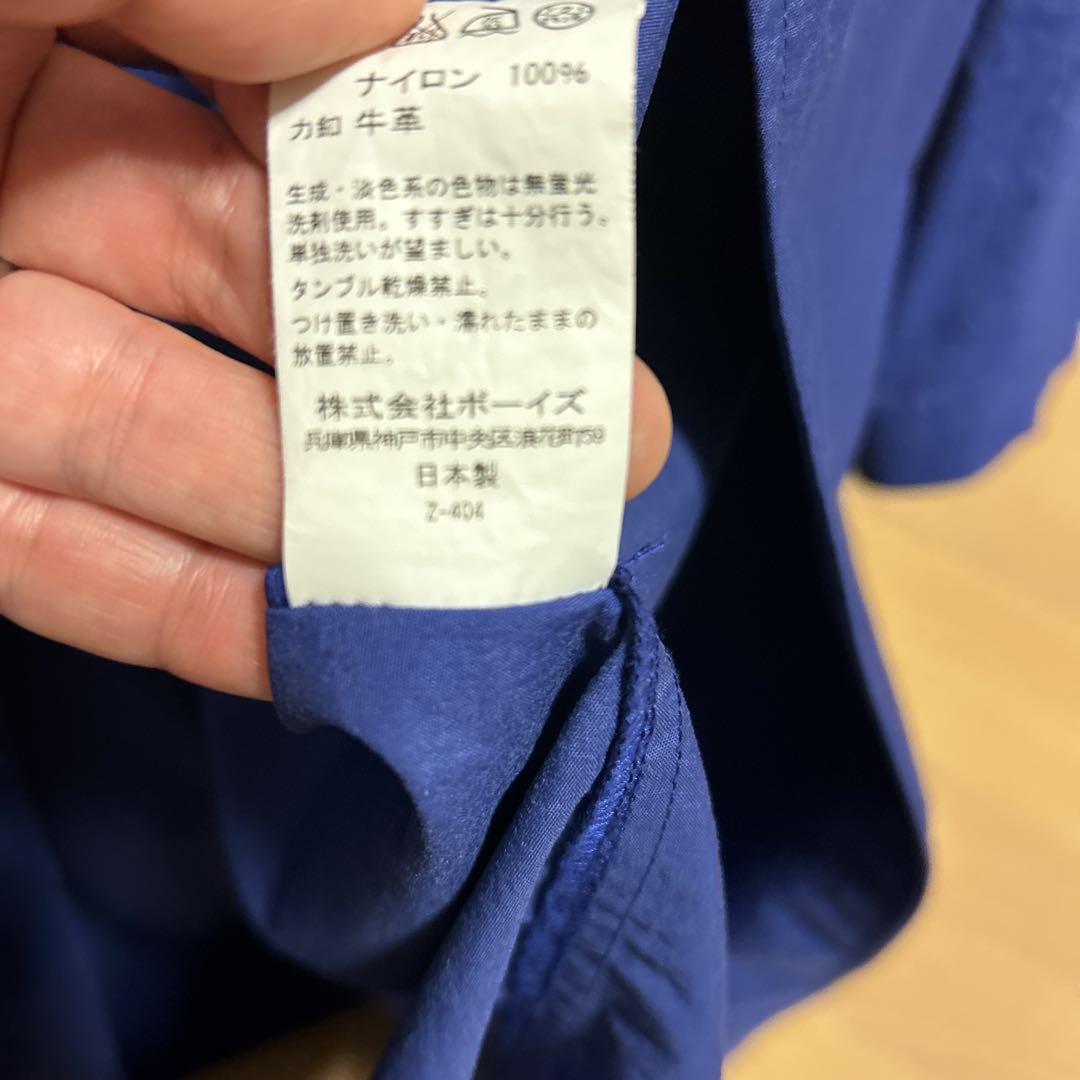 ナイロン 100%
力釦 牛革
生成・淡色系の色物は無蛍光
洗剤使用。すすぎは十分行う。
単独洗いが望ましい。
タンブル乾燥禁止。
つけ置き洗い・濡れたままの
放置禁止。
株式会社ボーイズ
兵庫県神戸市中央区浪花町59
日本製
Z-404